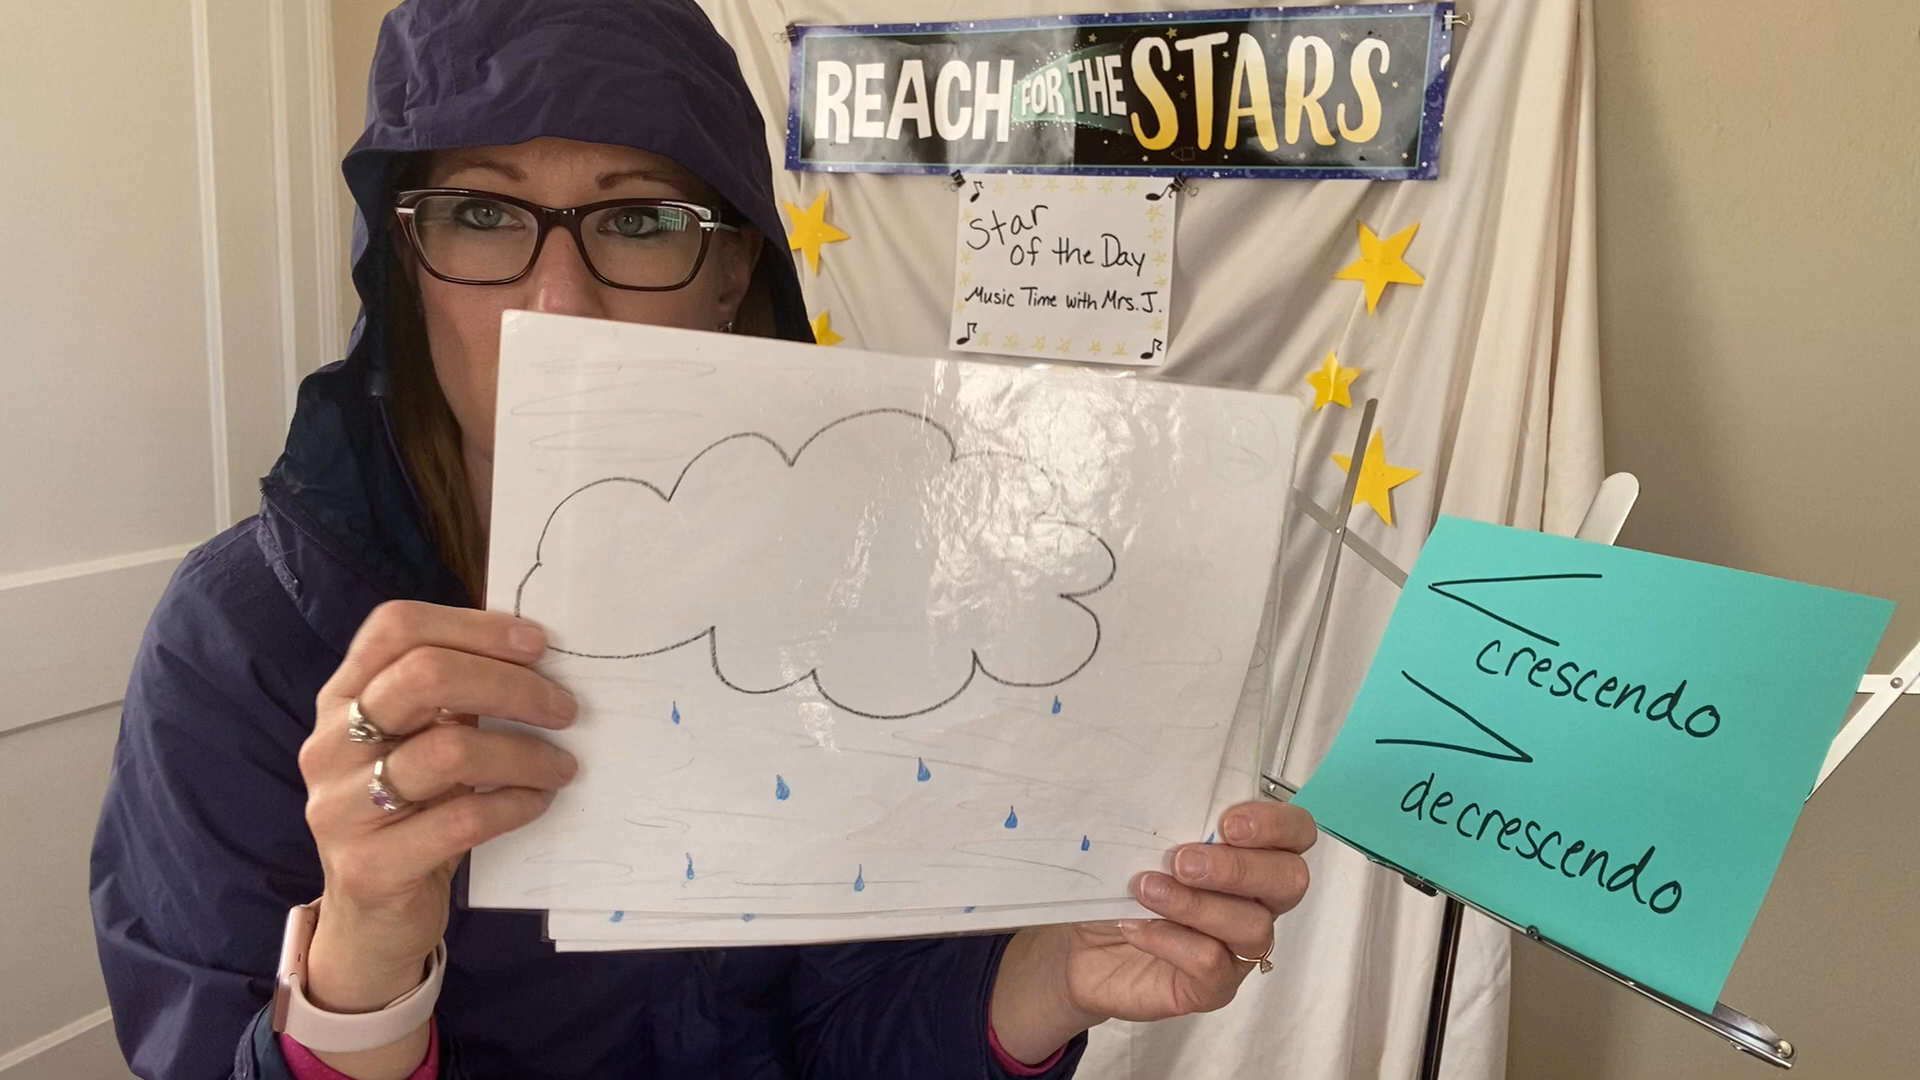 REACH FOR THE STARS
Star
of the Day
Music Time with Mrs. J.
crescendo
decrescendo